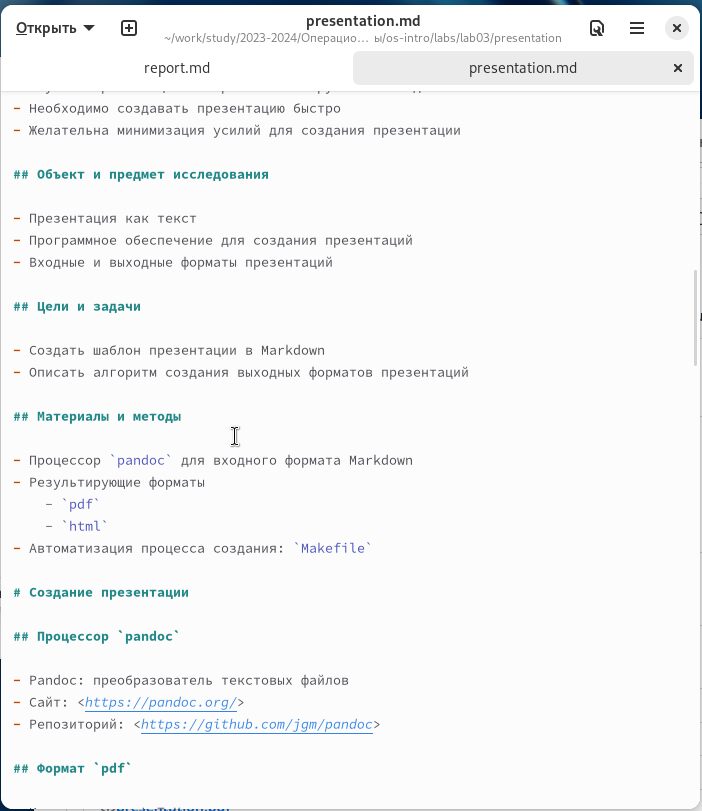 Открыть
presentation.md
~/work/study/2023-2024/Операцио… ы/os-intro/labs/lab03/presentation
report.md
presentation.md
- Необходимо создавать презентацию быстро
- Желательна минимизация усилий для создания презентации
## Объект и предмет исследования
- Презентация как текст
- Программное обеспечение для создания презентаций
- Входные и выходные форматы презентаций
## Цели и задачи
- Создать шаблон презентации в Markdown
- Описать алгоритм создания выходных форматов презентаций
## Материалы и методы
- Процессор `pandoc` для входного формата Markdown
- Результирующие форматы
- `pdf`
- `html`
- Автоматизация процесса создания: `Makefile`
# Создание презентации
## Процессор `pandoc`
- Pandoc: преобразователь текстовых файлов
- Сайт: <https://pandoc.org/>
- Репозиторий: <https://github.com/jgm/pandoc>
## Формат `pdf`